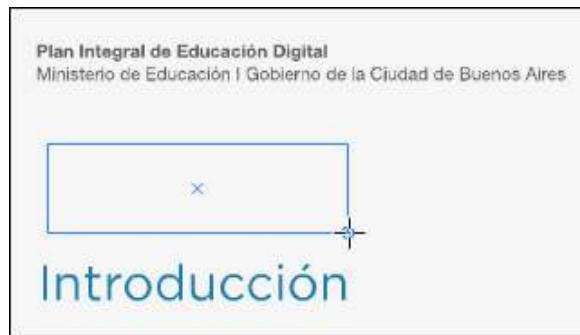 Plan Integral de Educación Digital
Ministerio de Educación | Gobierno de la Ciudad de Buenos Aires
Introducción